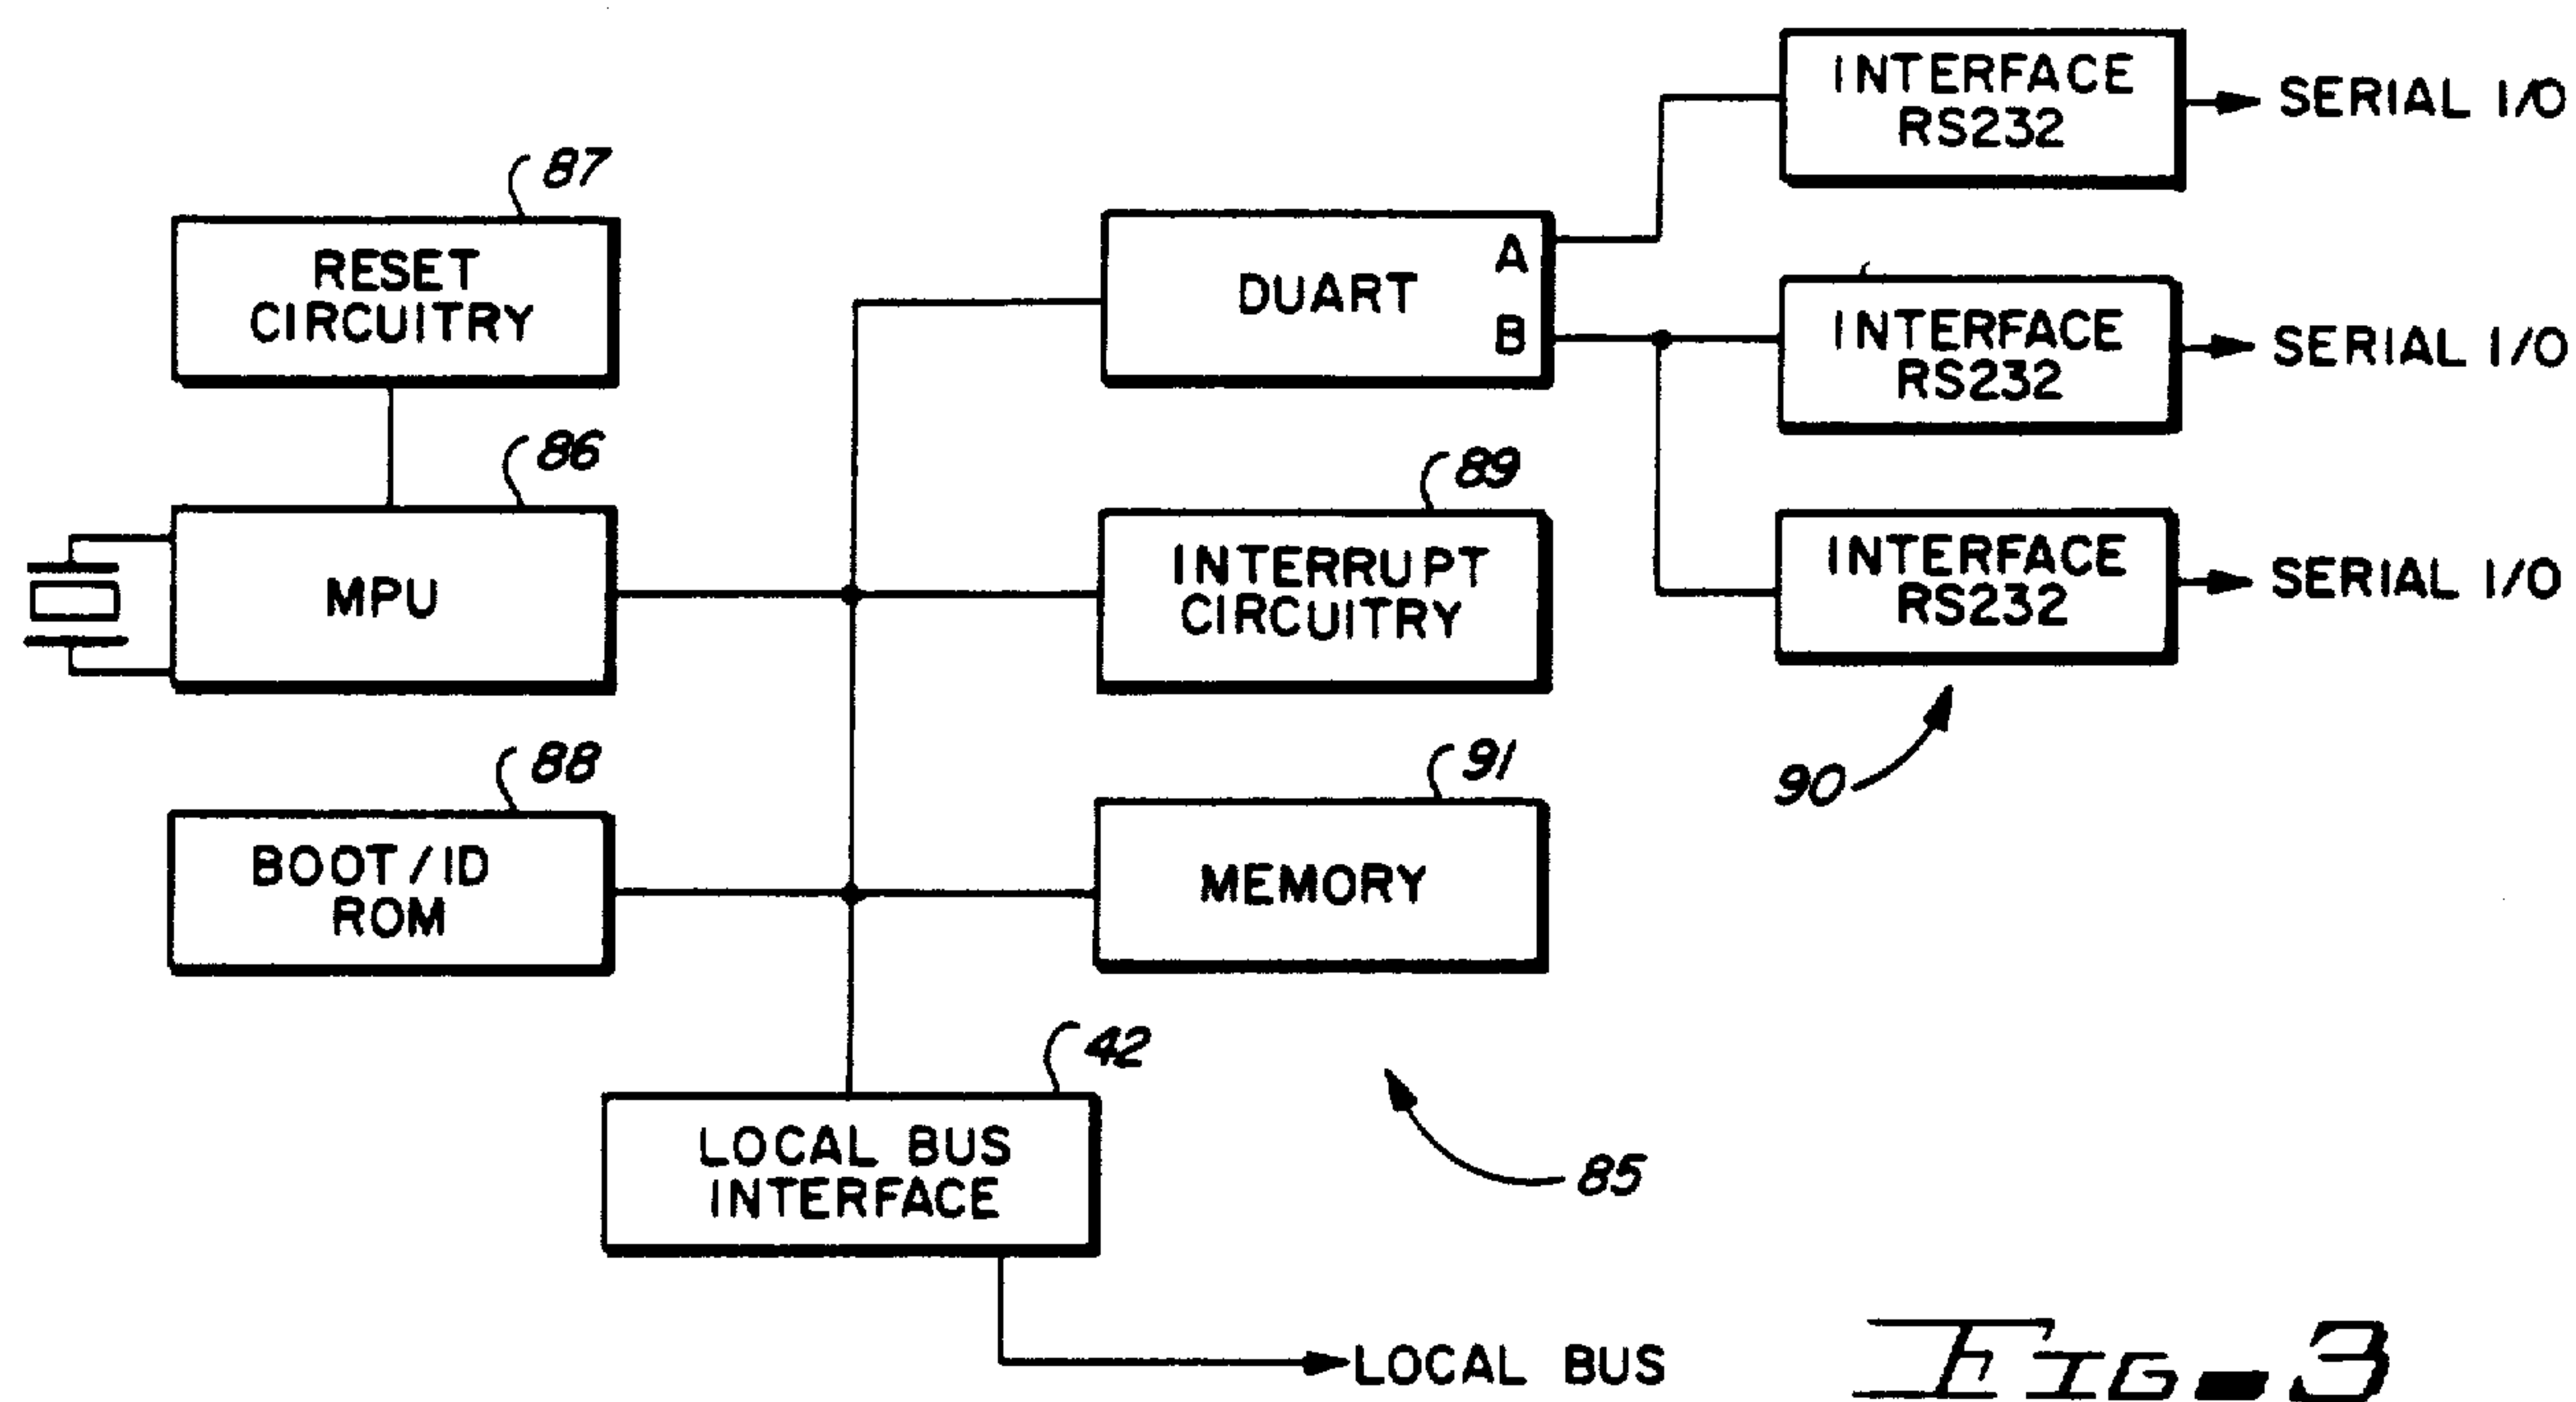 INTERFACE
RS232
SERIAL I/O
87
RESET
CIRCUITRY
DUART
A
B
INTERFACE
RS232
SERIAL I/O
86
MPU
89
INTERRUPT
CIRCUITRY
INTERFACE
RS232
SERIAL I/O
90
88
BOOT/ID
ROM
91
MEMORY
42
LOCAL BUS
INTERFACE
85
LOCAL BUS
FIG-3